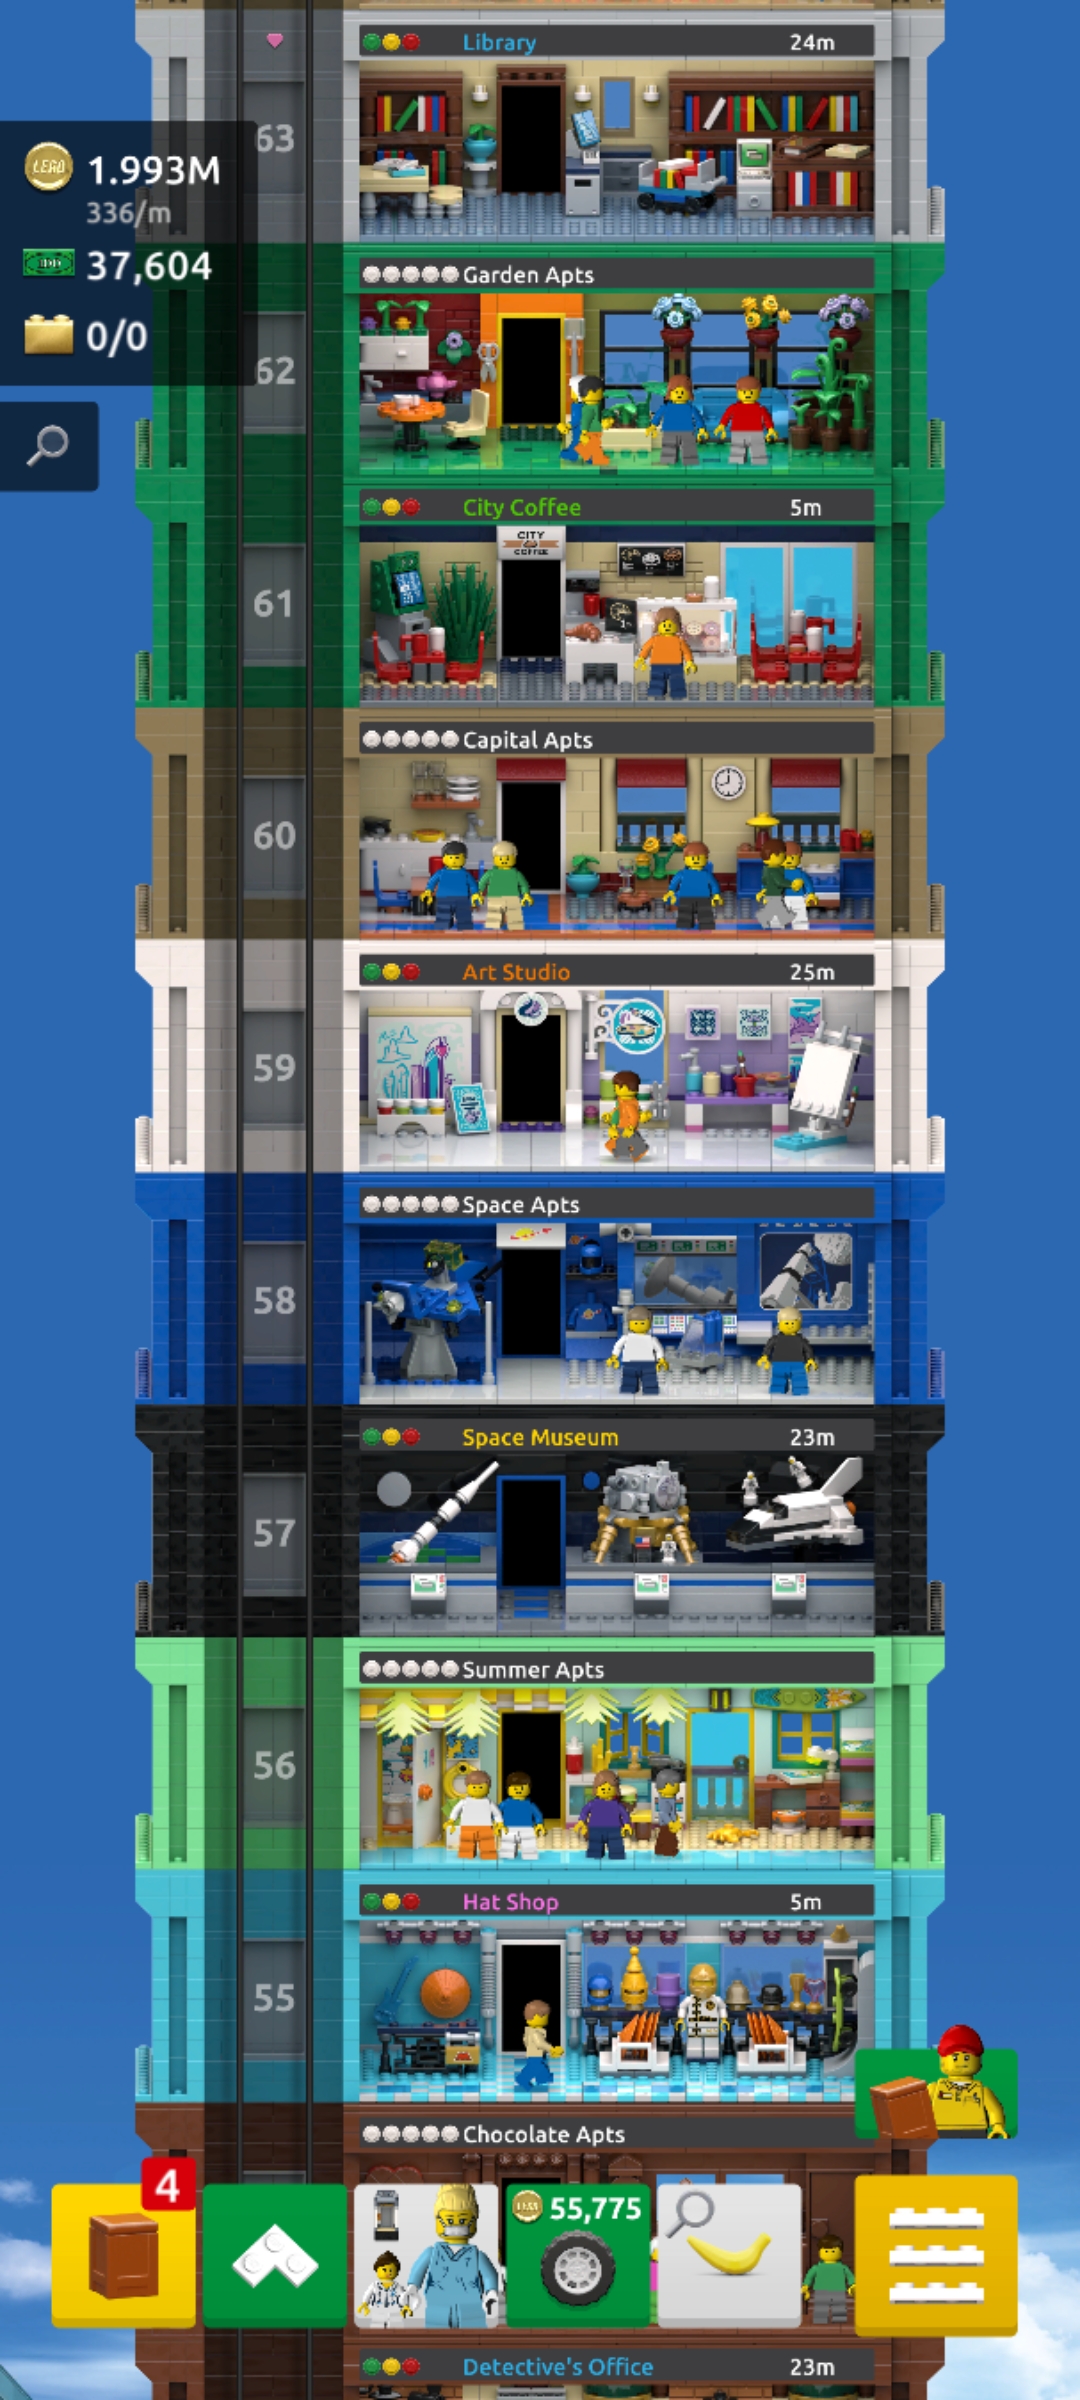 Library 24m
63
LEGO 1.993M
336/m
37,604
0/0
Garden Apts
62
City Coffee 5m
CITY
COFFEE
61
Capital Apts
60
Art Studio 25m
59
Space Apts
58
Space Museum 23m
57
Summer Apts
56
Hat Shop 5m
55
Chocolate Apts
4
55,775
Detective's Office 23m